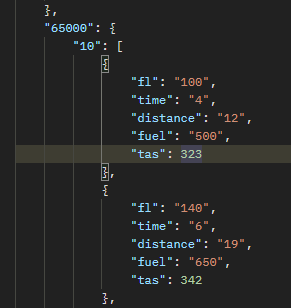 },
"65000": {
"10": [
{
"fl": "100",
"time": "4",
"distance": "12",
"fuel": "500",
"tas": 323
},
{
"fl": "140",
"time": "6",
"distance": "19",
"fuel": "650",
"tas": 342
},